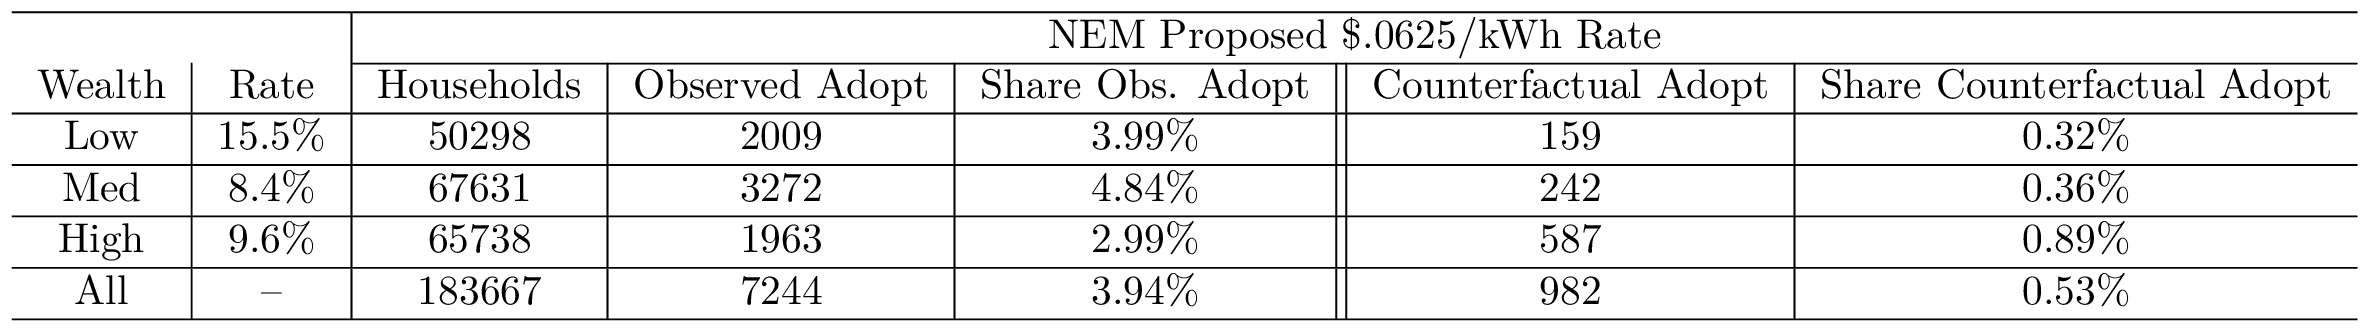 NEM Proposed $.0625/kWh Rate
Wealth Rate Households Observed Adopt Share Obs. Adopt Counterfactual Adopt Share Counterfactual Adopt
Low 15.5% 50298 2009 3.99% 159 0.32%
Med 8.4% 67631 3272 4.84% 242 0.36%
High 9.6% 65738 1963 2.99% 587 0.89%
All – 183667 7244 3.94% 982 0.53%